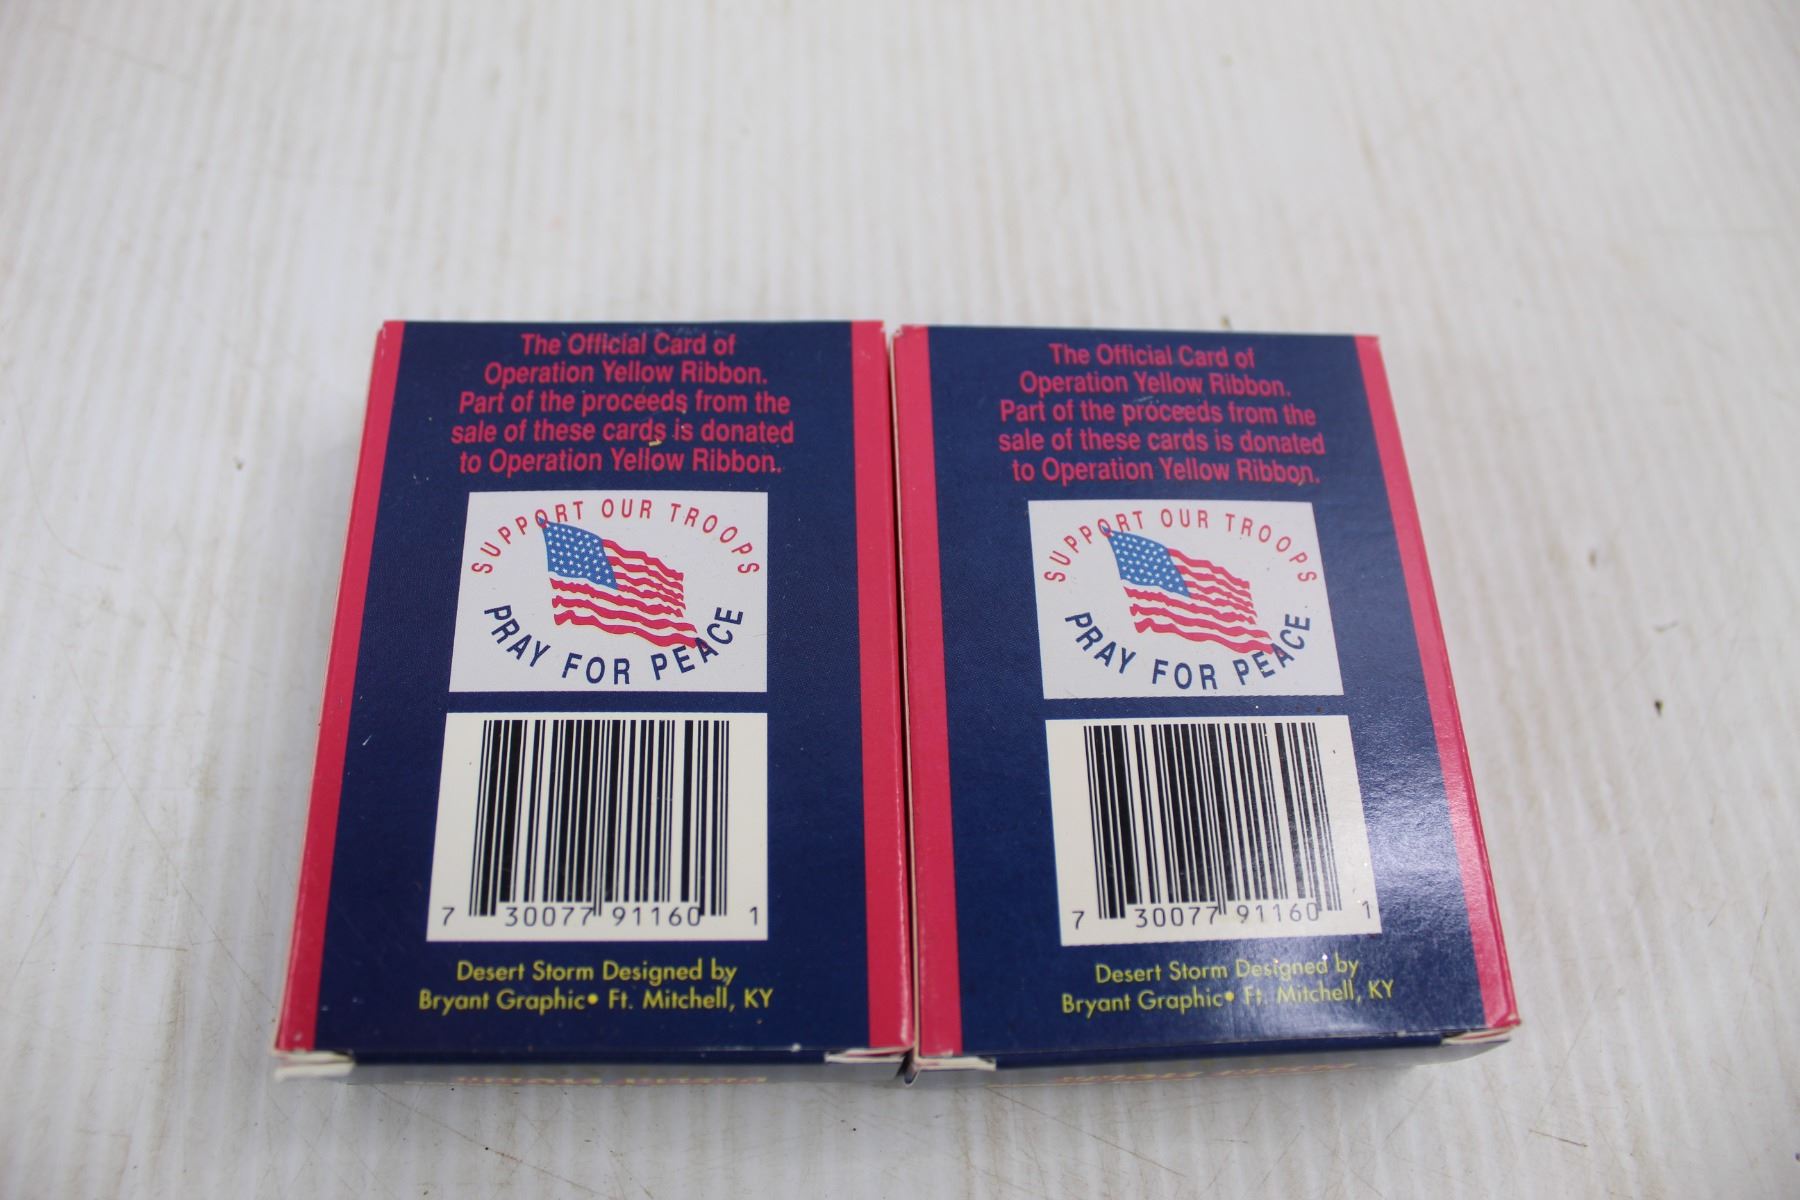 The Official Card of
Operation Yellow Ribbon.
Part of the proceeds from the
sale of these cards is donated
to Operation Yellow Ribbon.
SUPPORT OUR TROOPS
PRAY FOR PEACE
7 30077 91160 1
Desert Storm Designed by
Bryant Graphic• Ft. Mitchell, KY
The Official Card of
Operation Yellow Ribbon.
Part of the proceeds from the
sale of these cards is donated
to Operation Yellow Ribbon.
SUPPORT OUR TROOPS
PRAY FOR PEACE
7 30077 91160 1
Desert Storm Designed by
Bryant Graphic• Ft. Mitchell, KY